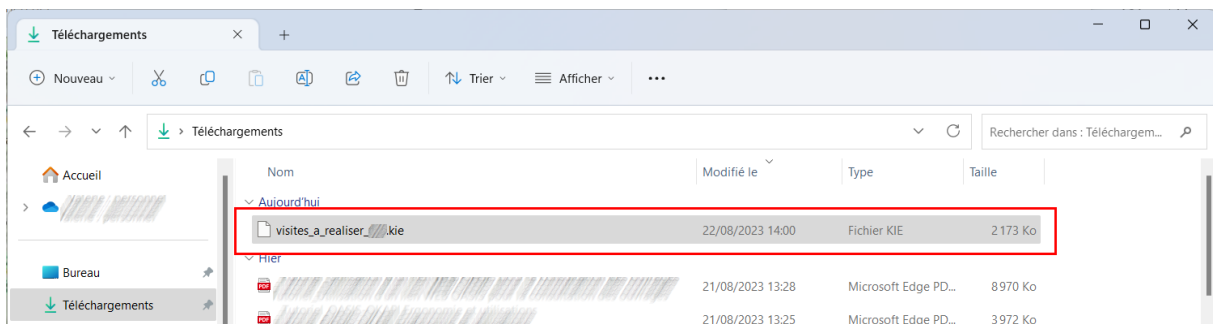 Téléchargements
Nouveau Trier Afficher
Téléchargements Rechercher dans : Téléchargem...
Accueil Nom Modifié le Type Taille
Aujourd'hui
visites_a_realiser_ .kie 22/08/2023 14:00 Fichier KIE 2 173 Ko
Hier
Bureau PDF 21/08/2023 13:28 Microsoft Edge PD... 8 970 Ko
Téléchargements PDF 21/08/2023 13:25 Microsoft Edge PD... 3 972 Ko